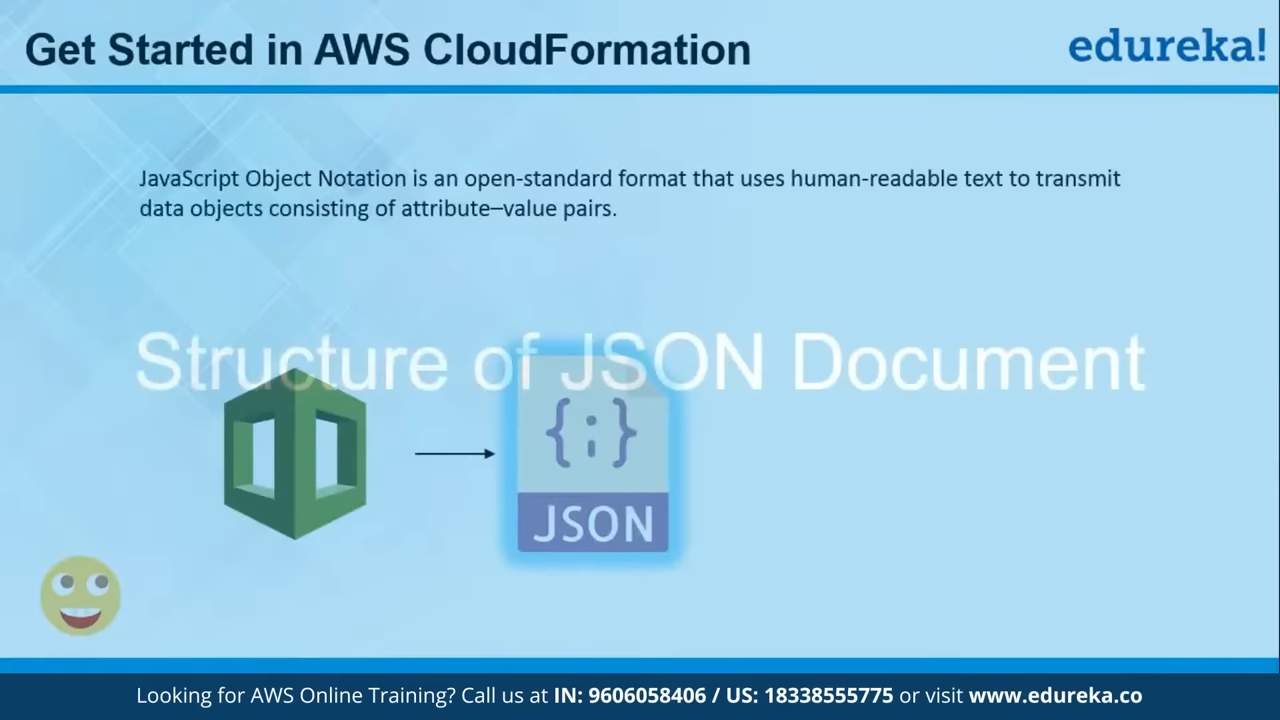 Get Started in AWS CloudFormation
edureka!
JavaScript Object Notation is an open-standard format that uses human-readable text to transmit
data objects consisting of attribute–value pairs.
Structure of JSON Document
{;}
JSON
Looking for AWS Online Training? Call us at IN: 9606058406 / US: 18338555775 or visit www.edureka.co